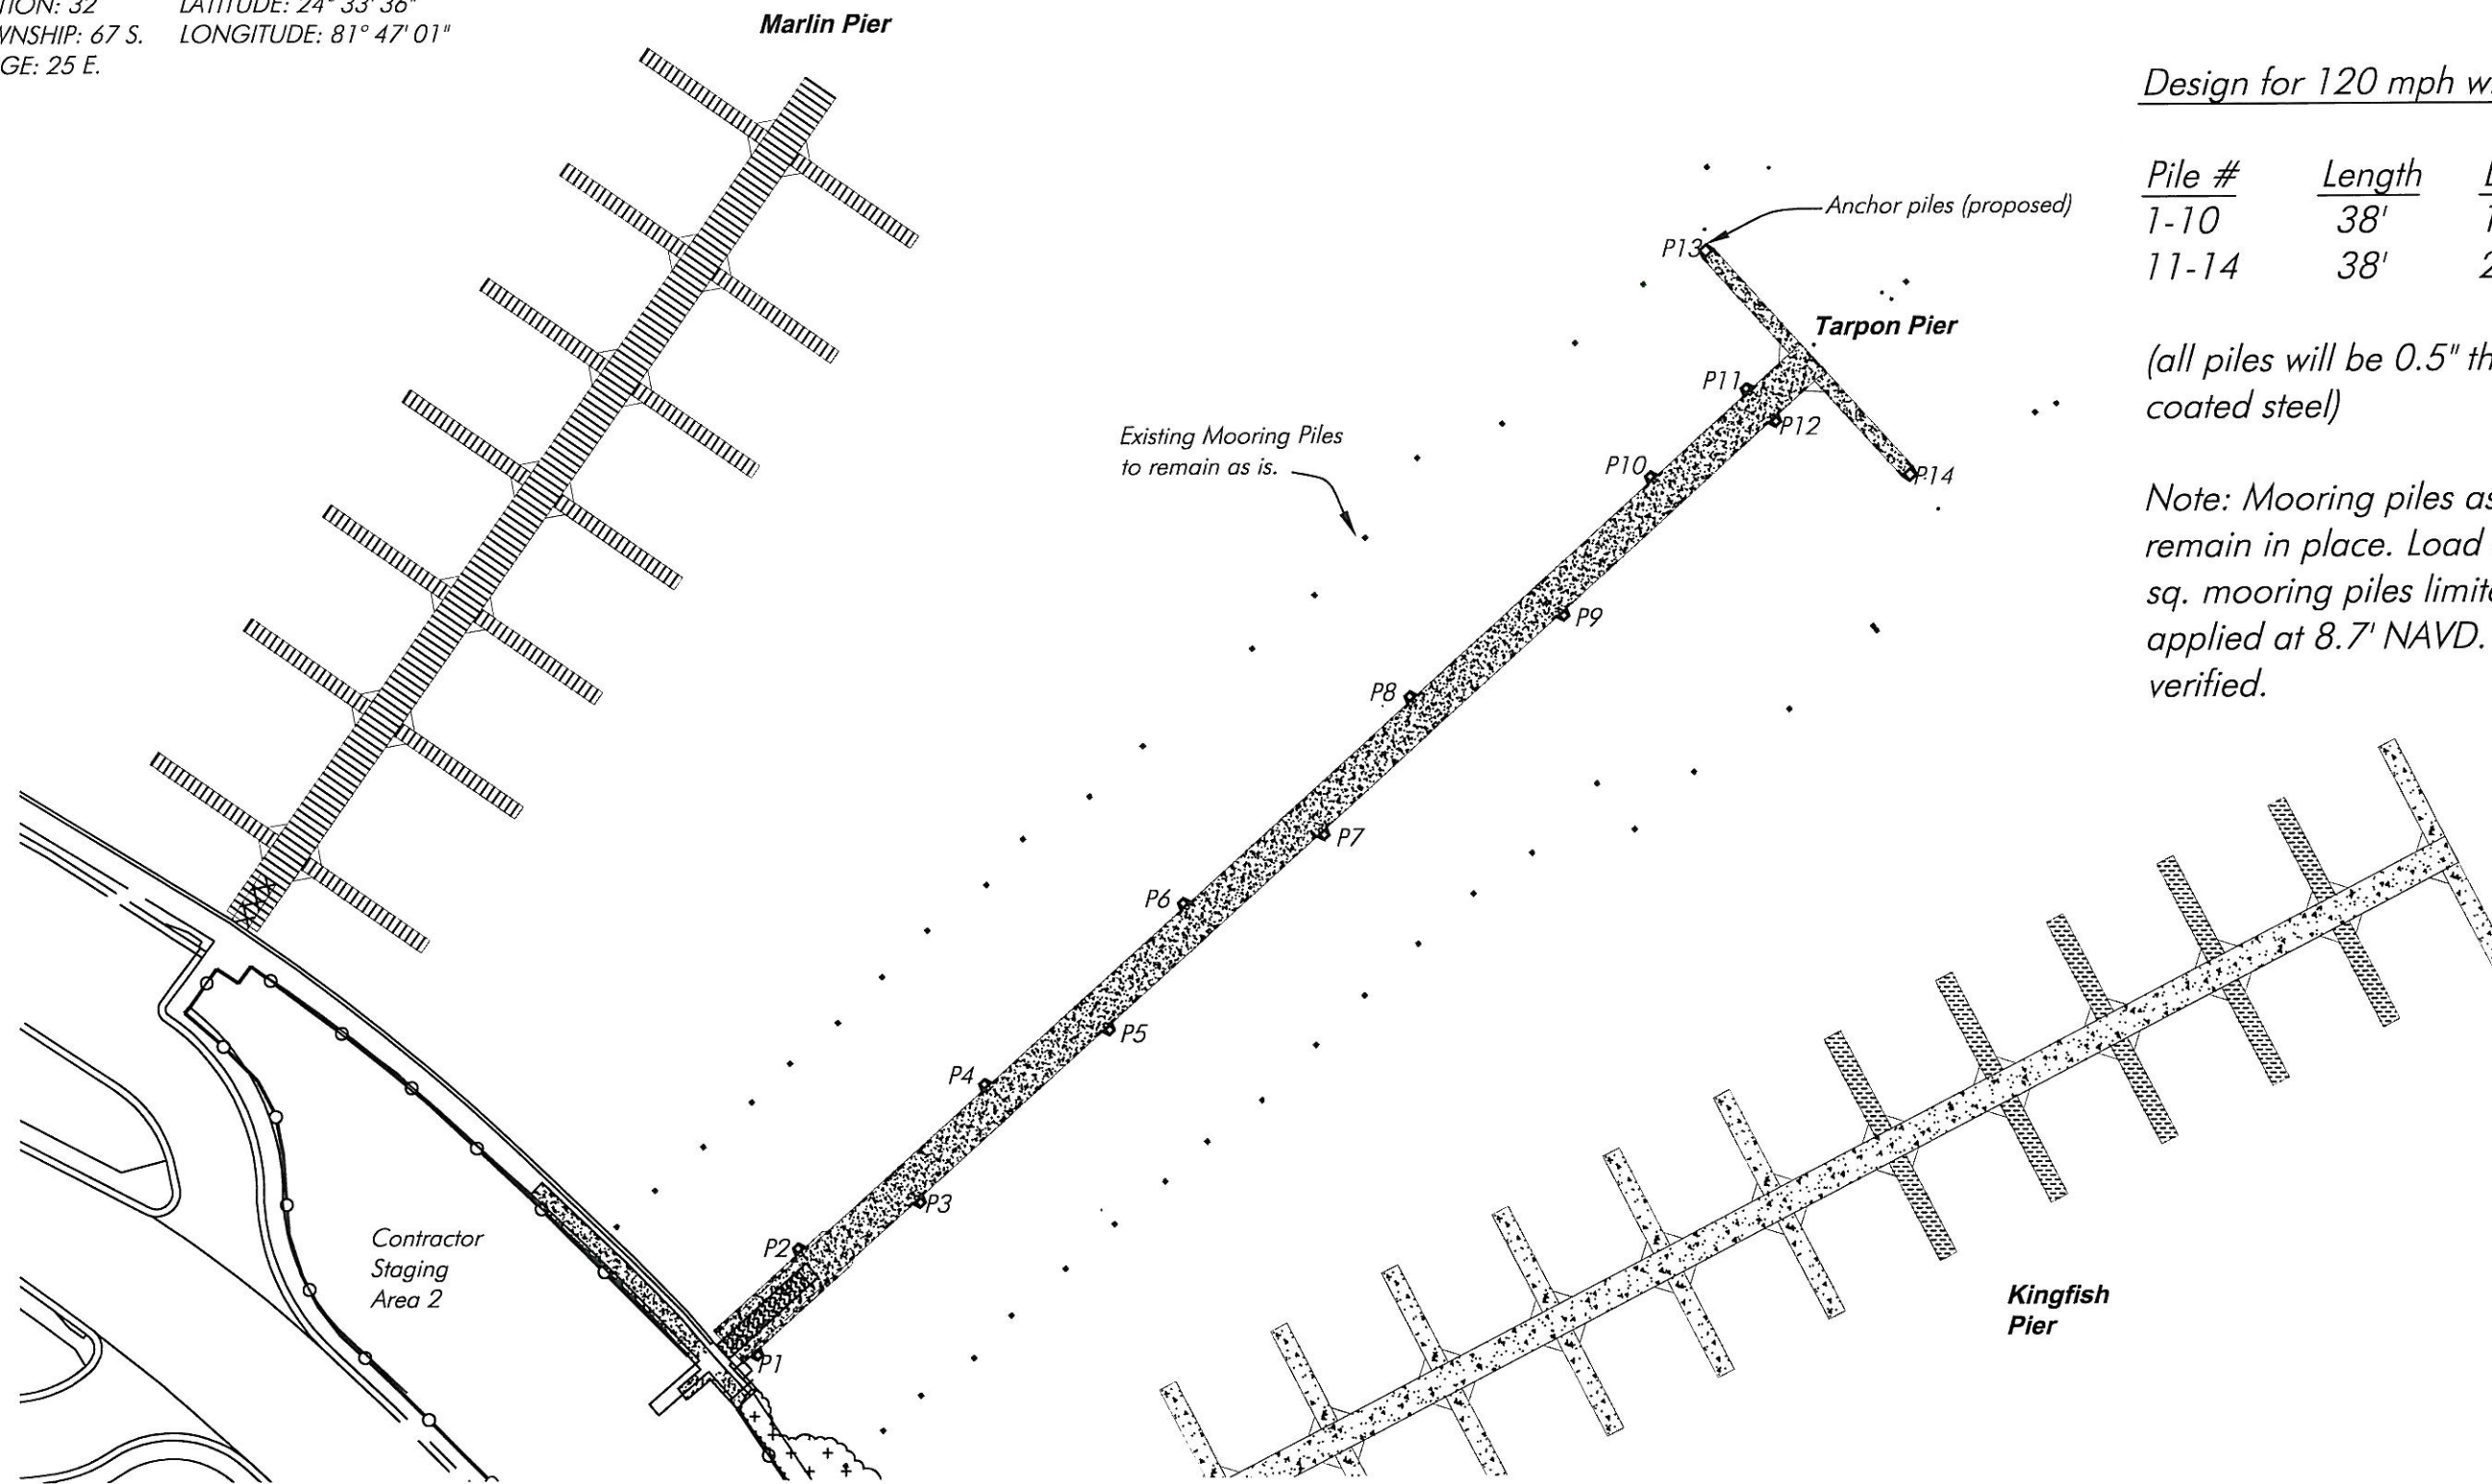 LATITUDE: 24° 33' 36"
67 S. LONGITUDE: 81° 47' 01"
25 E.
Marlin Pier
Design for 120 mph
Pile # Length
1-10 38'
11-14 38'
(all piles will be 0.5"
coated steel)
Note: Mooring piles
remain in place. Load
sq. mooring piles
applied at 8.7' NAVD.
verified.
Anchor piles (proposed)
P13
Tarpon Pier
P11
P12
Existing Mooring Piles
to remain as is.
P10
P14
P9
P8
P7
P6
P5
P4
P3
P2
P1
Contractor
Staging
Area 2
Kingfish
Pier